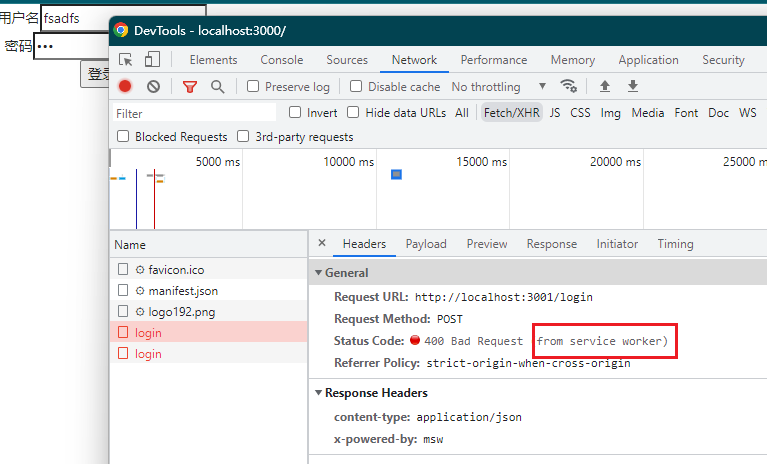 用户名 fsadfs
密码 •••
登录
DevTools - localhost:3000/
Elements Console Sources Network Performance Memory Application Security
Preserve log Disable cache No throttling
Filter Invert Hide data URLs All Fetch/XHR JS CSS Img Media Font Doc WS
Blocked Requests 3rd-party requests
5000 ms 10000 ms 15000 ms 20000 ms 25000 ms
Name
favicon.ico
manifest.json
logo192.png
login
login
× Headers Payload Preview Response Initiator Timing
General
Request URL: http://localhost:3001/login
Request Method: POST
Status Code: 400 Bad Request (from service worker)
Referrer Policy: strict-origin-when-cross-origin
Response Headers
content-type: application/json
x-powered-by: msw